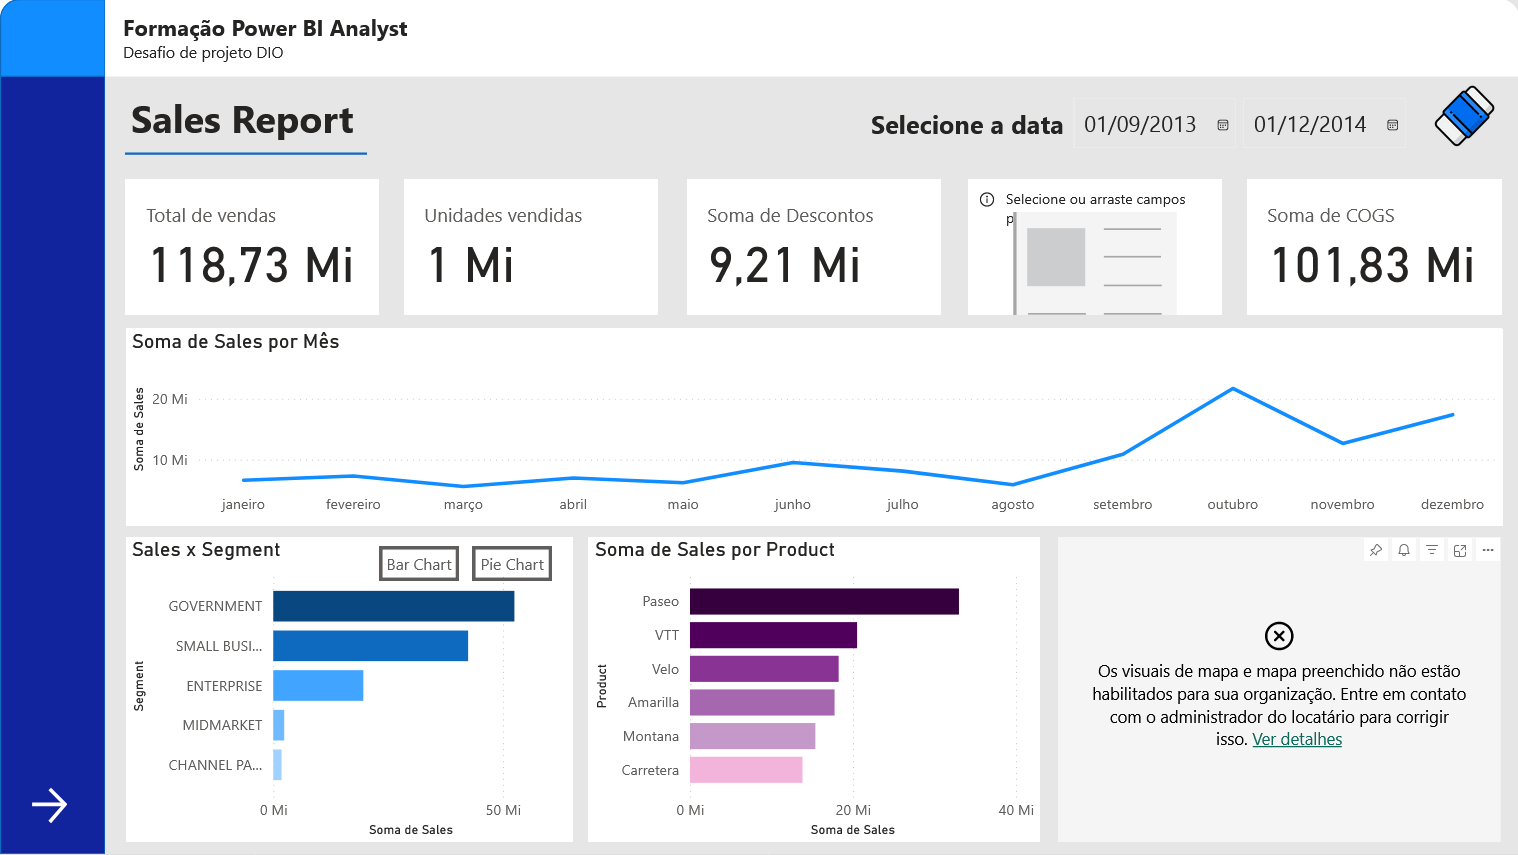 Formação Power BI Analyst
Desafio de projeto DIO
Sales Report
Selecione a data
01/09/2013
01/12/2014
Total de vendas
118,73 Mi
Unidades vendidas
1 Mi
Soma de Descontos
9,21 Mi
Selecione ou arraste campos
p
Soma de COGS
101,83 Mi
Soma de Sales por Mês
Soma de Sales
20 Mi
10 Mi
janeiro
fevereiro
março
abril
maio
junho
julho
agosto
setembro
outubro
novembro
dezembro
Sales x Segment
Bar Chart
Pie Chart
Segment
GOVERNMENT
SMALL BUSI...
ENTERPRISE
MIDMARKET
CHANNEL PA...
0 Mi
50 Mi
Soma de Sales
Soma de Sales por Product
Product
Paseo
VTT
Velo
Amarilla
Montana
Carretera
0 Mi
20 Mi
40 Mi
Soma de Sales
Os visuais de mapa e mapa preenchido não estão
habilitados para sua organização. Entre em contato
com o administrador do locatário para corrigir
isso. Ver detalhes